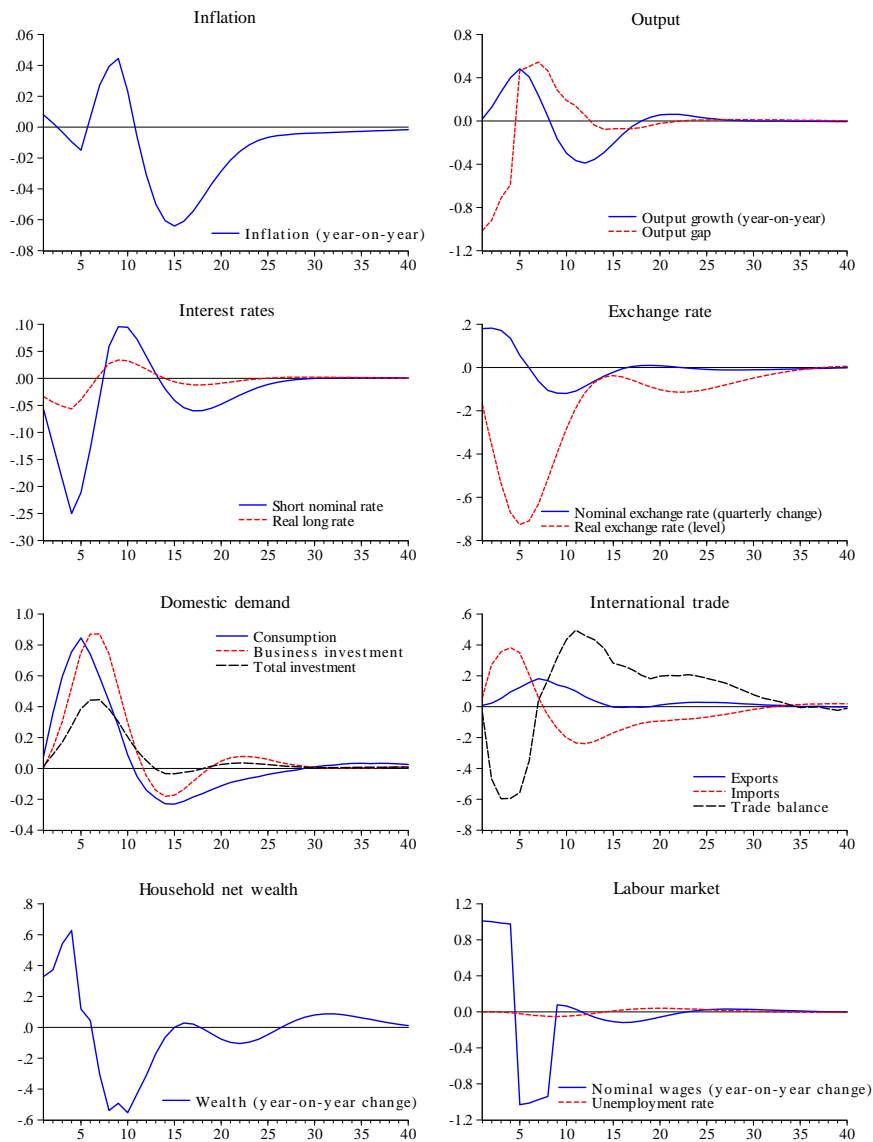 Inflation
.06
.04
.02
.00
-.02
-.04
-.06
-.08
Inflation (year-on-year)
5 10 15 20 25 30 35 40
Output
0.8
0.4
0.0
-0.4
-0.8
-1.2
Output growth (year-on-year)
Output gap
5 10 15 20 25 30 35 40
Interest rates
.10
.05
.00
-.05
-.10
-.15
-.20
-.25
-.30
Short nominal rate
Real long rate
5 10 15 20 25 30 35 40
Exchange rate
.2
.0
-.2
-.4
-.6
-.8
Nominal exchange rate (quarterly change)
Real exchange rate (level)
5 10 15 20 25 30 35 40
Domestic demand
1.0
0.8
0.6
0.4
0.2
0.0
-0.2
-0.4
Consumption
Business investment
Total investment
5 10 15 20 25 30 35 40
International trade
.6
.4
.2
.0
-.2
-.4
-.6
-.8
Exports
Imports
Trade balance
5 10 15 20 25 30 35 40
Household net wealth
.8
.6
.4
.2
.0
-.2
-.4
-.6
Wealth (year-on-year change)
5 10 15 20 25 30 35 40
Labour market
1.2
0.8
0.4
0.0
-0.4
-0.8
-1.2
Nominal wages (year-on-year change)
Unemployment rate
5 10 15 20 25 30 35 40